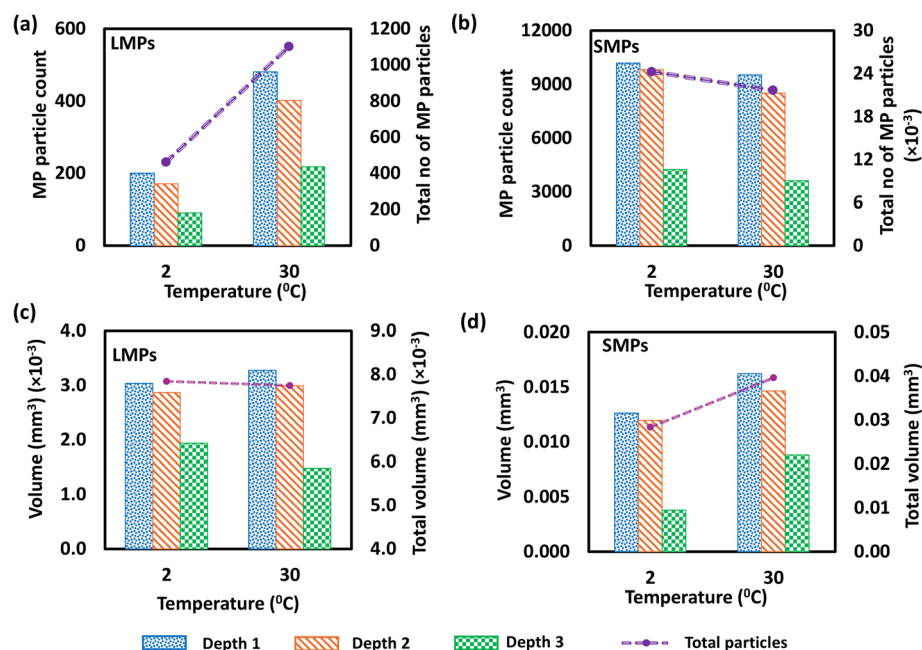 (a)
LMPs
600
400
200
0
MP particle count
1200
1000
800
600
400
200
0
Total no of MP particles
2 30
Temperature (⁰C)
(b)
SMPs
12000
9000
6000
3000
0
MP particle count
30
24
18
12
6
0
Total no of MP particles
(×10⁻³)
2 30
Temperature (⁰C)
(c)
LMPs
4.0
3.0
2.0
1.0
0.0
Volume (mm³) (×10⁻³)
9.0
8.0
7.0
6.0
5.0
4.0
Total volume (mm³) (×10⁻³)
2 30
Temperature (⁰C)
(d)
SMPs
0.020
0.015
0.010
0.005
0.000
Volume (mm³)
0.05
0.04
0.03
0.02
0.01
0.00
Total volume (mm³)
2 30
Temperature (⁰C)
Depth 1 Depth 2 Depth 3 Total particles